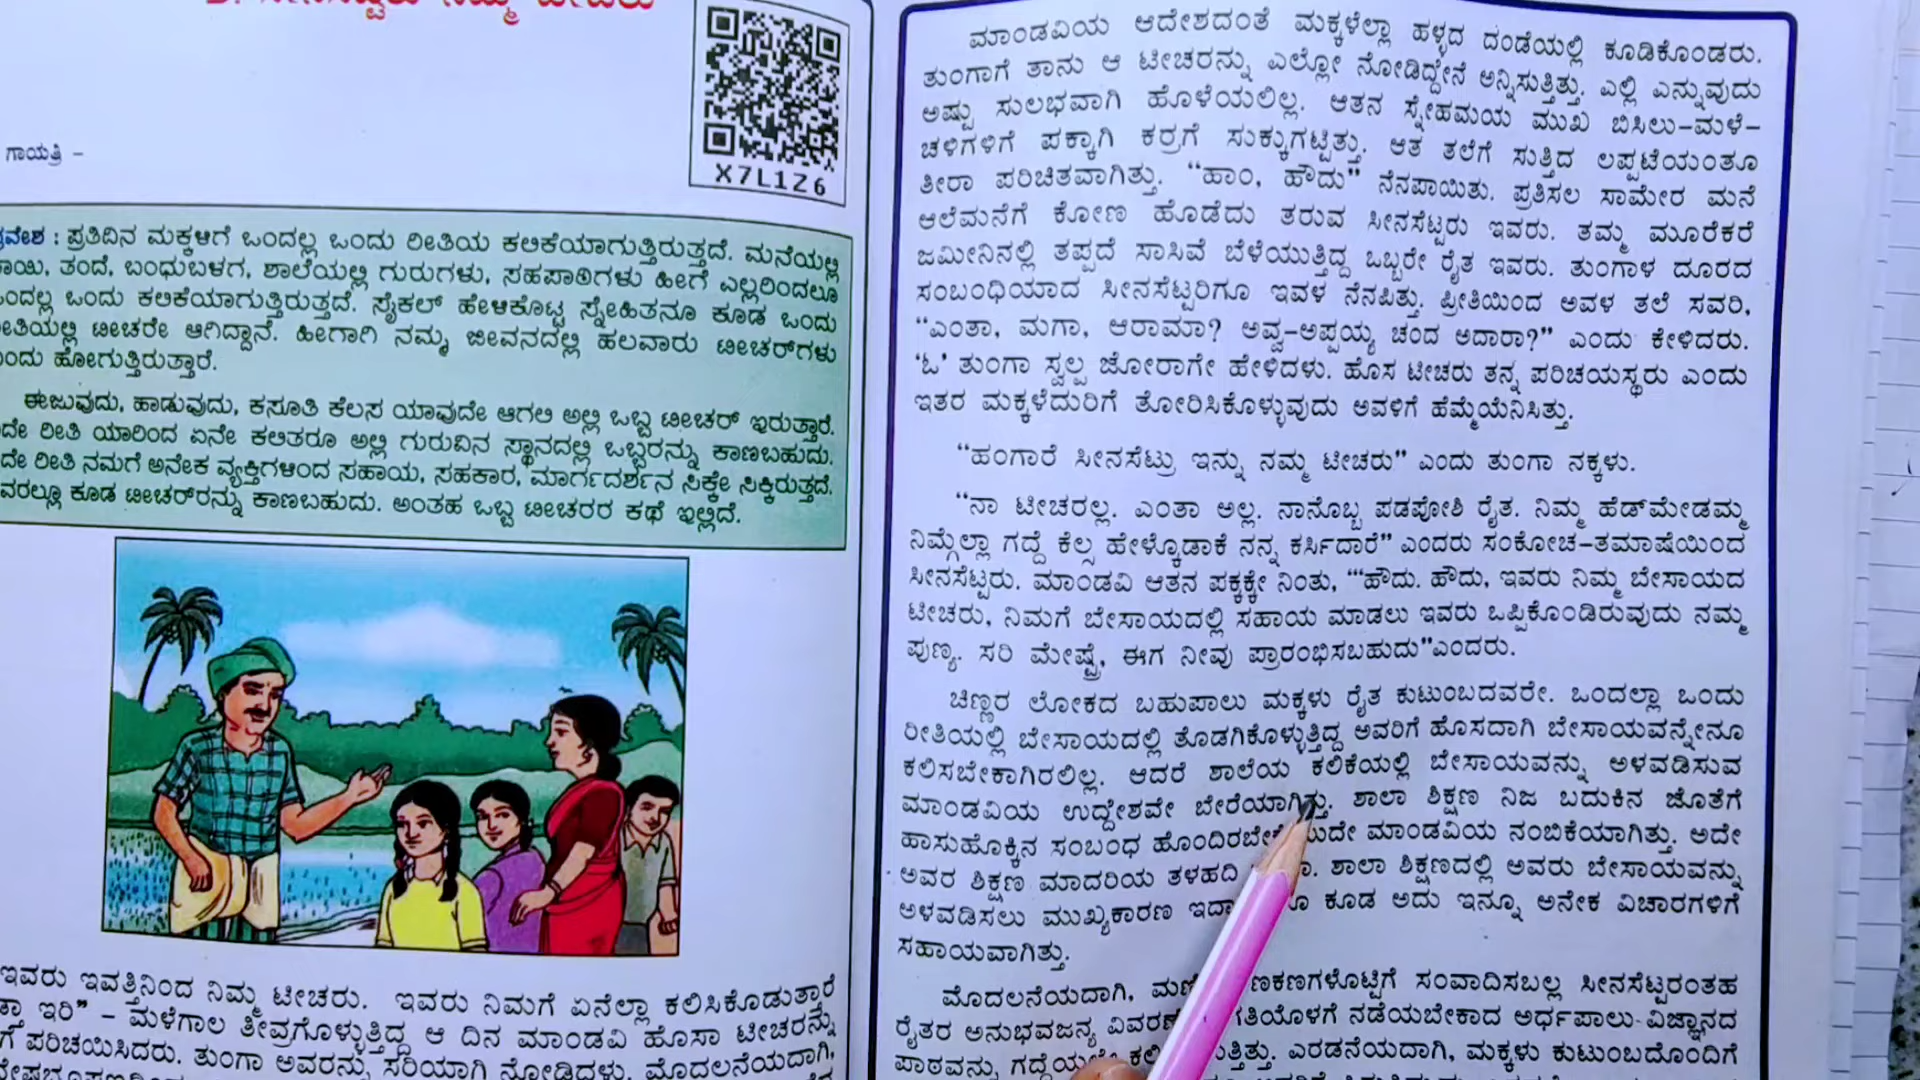 ಸೀನಸೆಟ್ಟರು ನಮ್ಮ ಟೀಚರು
X7L1Z6
ಗಾಯತ್ರಿ –
ಪ್ರವೇಶ : ಪ್ರತಿದಿನ ಮಕ್ಕಳಿಗೆ ಒಂದಲ್ಲ ಒಂದು ರೀತಿಯ ಕಲಿಕೆಯಾಗುತ್ತಿರುತ್ತದೆ. ಮನೆಯಲ್ಲಿ
ತಾಯಿ, ತಂದೆ, ಬಂಧುಬಳಗ, ಶಾಲೆಯಲ್ಲಿ ಗುರುಗಳು, ಸಹಪಾಠಿಗಳು ಹೀಗೆ ಎಲ್ಲರಿಂದಲೂ
ಒಂದಲ್ಲ ಒಂದು ಕಲಿಕೆಯಾಗುತ್ತಿರುತ್ತದೆ. ಸೈಕಲ್ ಹೇಳಿಕೊಟ್ಟ ಸ್ನೇಹಿತನೂ ಕೂಡ ಒಂದು
ರೀತಿಯಲ್ಲಿ ಟೀಚರೇ ಆಗಿದ್ದಾನೆ. ಹೀಗಾಗಿ ನಮ್ಮ ಜೀವನದಲ್ಲಿ ಹಲವಾರು ಟೀಚರ್‌ಗಳು
ಬಂದು ಹೋಗುತ್ತಿರುತ್ತಾರೆ.
ಈಜುವುದು, ಹಾಡುವುದು, ಕಸೂತಿ ಕೆಲಸ ಯಾವುದೇ ಆಗಲಿ ಅಲ್ಲಿ ಒಬ್ಬ ಟೀಚರ್ ಇರುತ್ತಾರೆ.
ಅದೇ ರೀತಿ ಯಾರಿಂದ ಏನೇ ಕಲಿತರೂ ಅಲ್ಲಿ ಗುರುವಿನ ಸ್ಥಾನದಲ್ಲಿ ಒಬ್ಬರನ್ನು ಕಾಣಬಹುದು.
ಅದೇ ರೀತಿ ನಮಗೆ ಅನೇಕ ವ್ಯಕ್ತಿಗಳಿಂದ ಸಹಾಯ, ಸಹಕಾರ, ಮಾರ್ಗದರ್ಶನ ಸಿಕ್ಕೇ ಸಿಕ್ಕಿರುತ್ತದೆ.
ಅವರಲ್ಲೂ ಕೂಡ ಟೀಚರ್‌ರನ್ನು ಕಾಣಬಹುದು. ಅಂತಹ ಒಬ್ಬ ಟೀಚರರ ಕಥೆ ಇಲ್ಲಿದೆ.
ಇವರು ಇವತ್ತಿನಿಂದ ನಿಮ್ಮ ಟೀಚರು. ಇವರು ನಿಮಗೆ ಏನೆಲ್ಲಾ ಕಲಿಸಿಕೊಡುತ್ತಾರೆ
ಇರಿ” – ಮಳೆಗಾಲ ತೀವ್ರಗೊಳ್ಳುತ್ತಿದ್ದ ಆ ದಿನ ಮಾಂಡವಿ ಹೊಸಾ ಟೀಚರನ್ನು
ಪರಿಚಯಿಸಿದರು. ತುಂಗಾ ಅವರನ್ನು ಸರಿಯಾಗಿ ನೋಡಿದಳು. ಮೊದಲನೆಯದಾಗಿ,
ಮಾಂಡವಿಯ ಆದೇಶದಂತೆ ಮಕ್ಕಳೆಲ್ಲಾ ಹಳ್ಳದ ದಂಡೆಯಲ್ಲಿ ಕೂಡಿಕೊಂಡರು.
ತುಂಗಾಗೆ ತಾನು ಆ ಟೀಚರನ್ನು ಎಲ್ಲೋ ನೋಡಿದ್ದೇನೆ ಅನ್ನಿಸುತ್ತಿತ್ತು. ಎಲ್ಲಿ ಎನ್ನುವುದು
ಅಷ್ಟು ಸುಲಭವಾಗಿ ಹೊಳೆಯಲಿಲ್ಲ. ಆತನ ಸ್ನೇಹಮಯ ಮುಖ ಬಿಸಿಲು–ಮಳೆ–
ಚಳಿಗಳಿಗೆ ಪಕ್ಕಾಗಿ ಕರ್‍ರಗೆ ಸುಕ್ಕುಗಟ್ಟಿತ್ತು. ಆತ ತಲೆಗೆ ಸುತ್ತಿದ ಲಪ್ಪಟೆಯಂತೂ
ತೀರಾ ಪರಿಚಿತವಾಗಿತ್ತು. “ಹಾಂ, ಹೌದು” ನೆನಪಾಯಿತು. ಪ್ರತಿಸಲ ಸಾಮೇರ ಮನೆ
ಆಲೆಮನೆಗೆ ಕೋಣ ಹೊಡೆದು ತರುವ ಸೀನಸೆಟ್ಟರು ಇವರು. ತಮ್ಮ ಮೂರೆಕರೆ
ಜಮೀನಿನಲ್ಲಿ ತಪ್ಪದೆ ಸಾಸಿವೆ ಬೆಳೆಯುತ್ತಿದ್ದ ಒಬ್ಬರೇ ರೈತ ಇವರು. ತುಂಗಾಳ ದೂರದ
ಸಂಬಂಧಿಯಾದ ಸೀನಸೆಟ್ಟರಿಗೂ ಇವಳ ನೆನಪಿತ್ತು. ಪ್ರೀತಿಯಿಂದ ಅವಳ ತಲೆ ಸವರಿ,
“ಎಂತಾ, ಮಗಾ, ಆರಾಮಾ? ಅವ್ವ–ಅಪ್ಪಯ್ಯ ಚಂದ ಅದಾರಾ?” ಎಂದು ಕೇಳಿದರು.
‘ಓ’ ತುಂಗಾ ಸ್ವಲ್ಪ ಜೋರಾಗೇ ಹೇಳಿದಳು. ಹೊಸ ಟೀಚರು ತನ್ನ ಪರಿಚಯಸ್ಥರು ಎಂದು
ಇತರ ಮಕ್ಕಳೆದುರಿಗೆ ತೋರಿಸಿಕೊಳ್ಳುವುದು ಅವಳಿಗೆ ಹೆಮ್ಮೆಯೆನಿಸಿತ್ತು.
“ಹಂಗಾರೆ ಸೀನಸೆಟ್ರು ಇನ್ನು ನಮ್ಮ ಟೀಚರು” ಎಂದು ತುಂಗಾ ನಕ್ಕಳು.
“ನಾ ಟೀಚರಲ್ಲ. ಎಂತಾ ಅಲ್ಲ. ನಾನೊಬ್ಬ ಪಡಪೋಶಿ ರೈತ. ನಿಮ್ಮ ಹೆಡ್‌ಮೇಡಮ್ಮ
ನಿಮ್ಗೆಲ್ಲಾ ಗದ್ದೆ ಕೆಲ್ಸ ಹೇಳ್ಕೊಡಾಕೆ ನನ್ನ ಕರ್ಸಿದಾರೆ” ಎಂದರು ಸಂಕೋಚ–ತಮಾಷೆಯಿಂದ
ಸೀನಸೆಟ್ಟರು. ಮಾಂಡವಿ ಆತನ ಪಕ್ಕಕ್ಕೇ ನಿಂತು, “‘ಹೌದು. ಹೌದು, ಇವರು ನಿಮ್ಮ ಬೇಸಾಯದ
ಟೀಚರು, ನಿಮಗೆ ಬೇಸಾಯದಲ್ಲಿ ಸಹಾಯ ಮಾಡಲು ಇವರು ಒಪ್ಪಿಕೊಂಡಿರುವುದು ನಮ್ಮ
ಪುಣ್ಯ. ಸರಿ ಮೇಷ್ಟ್ರೆ, ಈಗ ನೀವು ಪ್ರಾರಂಭಿಸಬಹುದು”ಎಂದರು.
ಚಿಣ್ಣರ ಲೋಕದ ಬಹುಪಾಲು ಮಕ್ಕಳು ರೈತ ಕುಟುಂಬದವರೇ. ಒಂದಲ್ಲಾ ಒಂದು
ರೀತಿಯಲ್ಲಿ ಬೇಸಾಯದಲ್ಲಿ ತೊಡಗಿಕೊಳ್ಳುತ್ತಿದ್ದ ಅವರಿಗೆ ಹೊಸದಾಗಿ ಬೇಸಾಯವನ್ನೇನೂ
ಕಲಿಸಬೇಕಾಗಿರಲಿಲ್ಲ. ಆದರೆ ಶಾಲೆಯ ಕಲಿಕೆಯಲ್ಲಿ ಬೇಸಾಯವನ್ನು ಅಳವಡಿಸುವ
ಮಾಂಡವಿಯ ಉದ್ದೇಶವೇ ಬೇರೆಯಾಗಿತ್ತು. ಶಾಲಾ ಶಿಕ್ಷಣ ನಿಜ ಬದುಕಿನ ಜೊತೆಗೆ
ಹಾಸುಹೊಕ್ಕಿನ ಸಂಬಂಧ ಮಾಂಡವಿಯ ನಂಬಿಕೆಯಾಗಿತ್ತು. ಅದೇ
ಅವರ ಶಿಕ್ಷಣ ಮಾದರಿಯ ಶಾಲಾ ಶಿಕ್ಷಣದಲ್ಲಿ ಅವರು ಬೇಸಾಯವನ್ನು
ಅಳವಡಿಸಲು ಮುಖ್ಯಕಾರಣ ಕೂಡ ಅದು ಇನ್ನೂ ಅನೇಕ ವಿಚಾರಗಳಿಗೆ
ಸಹಾಯವಾಗಿತ್ತು.
ಮೊದಲನೆಯದಾಗಿ, ಸಂವಾದಿಸಬಲ್ಲ ಸೀನಸೆಟ್ಟರಂತಹ
ರೈತರ ಅನುಭವಜನ್ಯ ನಡೆಯಬೇಕಾದ ಅರ್ಧಪಾಲು ವಿಜ್ಞಾನದ
ಪಾಠವನ್ನು ಎರಡನೆಯದಾಗಿ, ಮಕ್ಕಳು ಕುಟುಂಬದೊಂದಿಗೆ